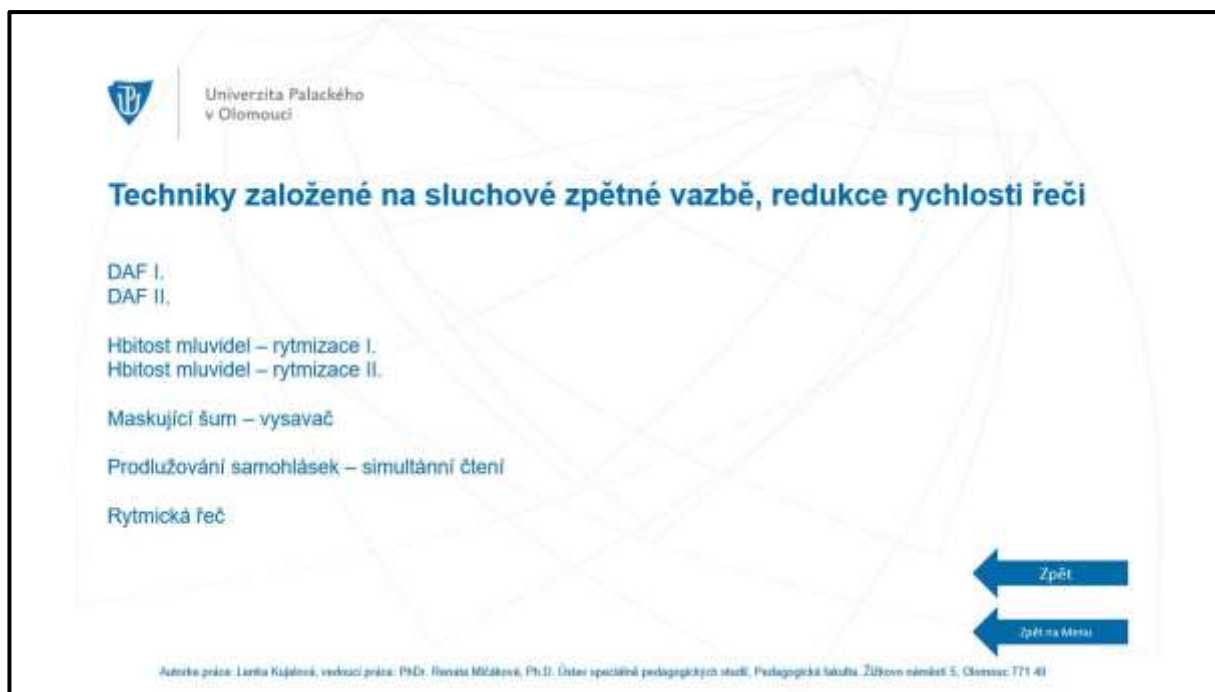 Univerzita Palackého
v Olomouci
Techniky založené na sluchové zpětné vazbě, redukce rychlosti řeči
DAF I.
DAF II.
Hbitost mluvidel – rytmizace I.
Hbitost mluvidel – rytmizace II.
Maskující šum – vysavač
Prodlužování samohlásek – simultánní čtení
Rytmická řeč
Zpět
Zpět na Menu
Autorka práce: Lenka Kujalová, vedoucí práce: PhDr. Renata Mlčáková, Ph.D. Ústav speciálně pedagogických studií, Pedagogická fakulta. Žižkovo náměstí 5, Olomouc 771 40